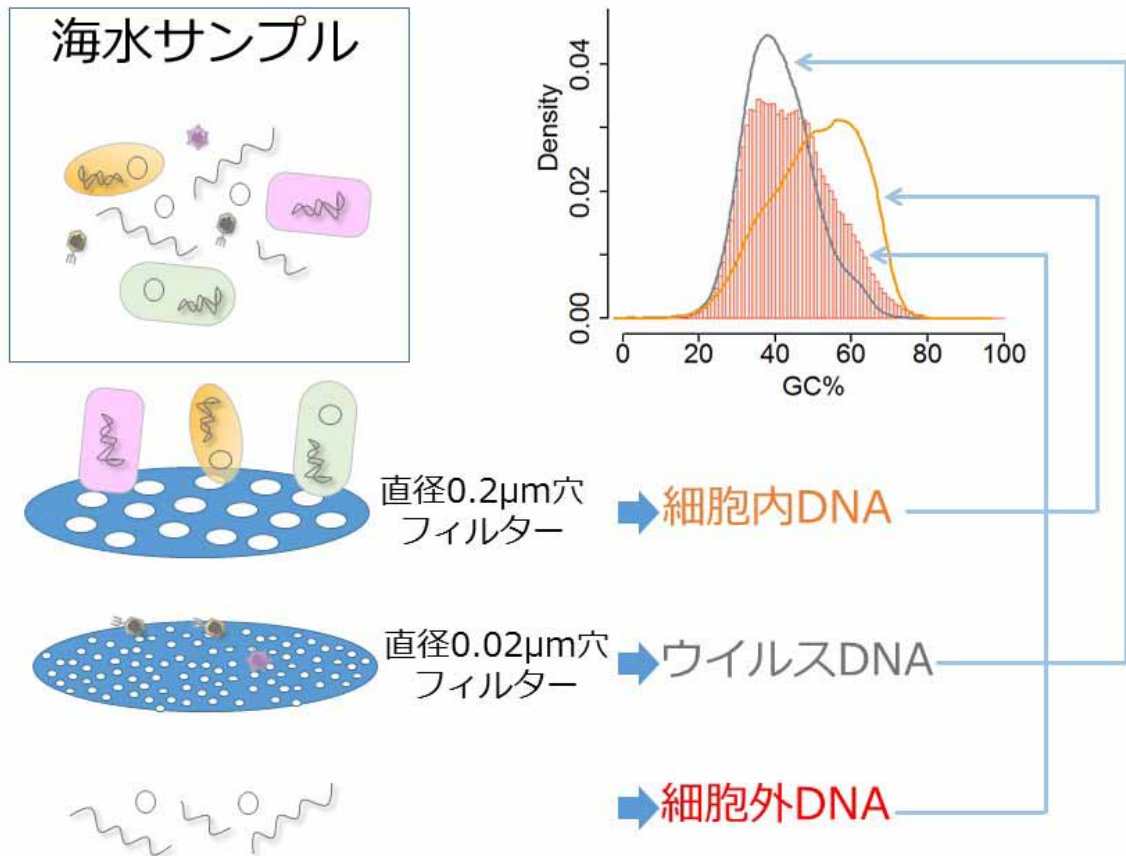 海水サンプル
Density
0.04
0.02
0.00
0 20 40 60 80 100
GC%
直径0.2μm穴
フィルター
細胞内DNA
直径0.02μm穴
フィルター
ウイルスDNA
細胞外DNA